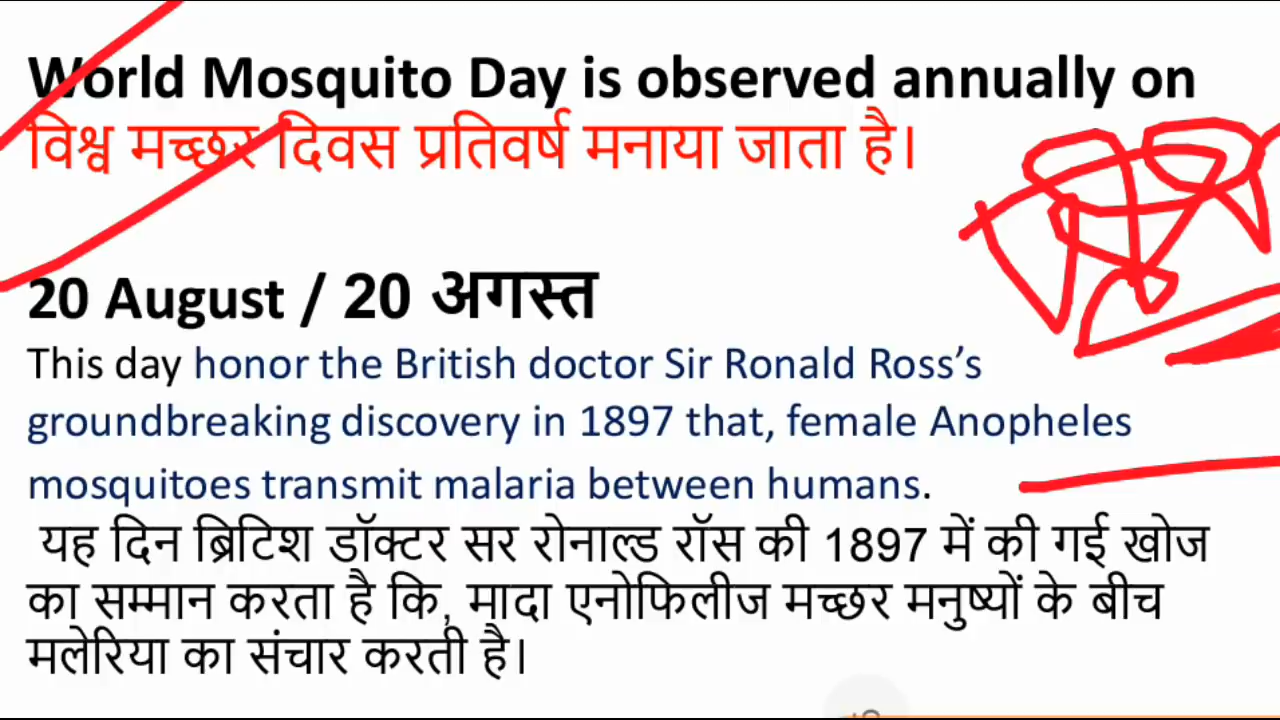 World Mosquito Day is observed annually on
विश्व मच्छर दिवस प्रतिवर्ष मनाया जाता है।
20 August / 20 अगस्त
This day honor the British doctor Sir Ronald Ross’s
groundbreaking discovery in 1897 that, female Anopheles
mosquitoes transmit malaria between humans.
यह दिन ब्रिटिश डॉक्टर सर रोनाल्ड रॉस की 1897 में की गई खोज
का सम्मान करता है कि, मादा एनोफिलीज मच्छर मनुष्यों के बीच
मलेरिया का संचार करती है।